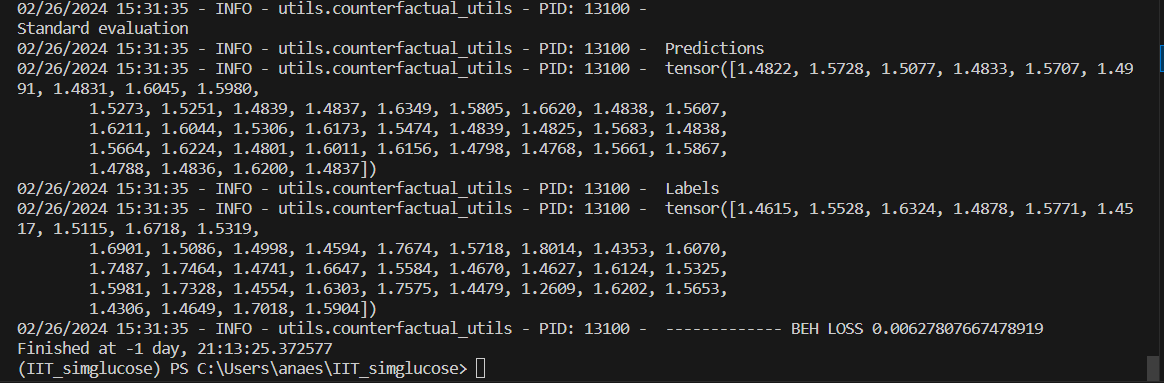 02/26/2024 15:31:35 - INFO - utils.counterfactual_utils - PID: 13100 -
Standard evaluation
02/26/2024 15:31:35 - INFO - utils.counterfactual_utils - PID: 13100 -  Predictions
02/26/2024 15:31:35 - INFO - utils.counterfactual_utils - PID: 13100 -  tensor([1.4822, 1.5728, 1.5077, 1.4833, 1.5707, 1.49
91, 1.4831, 1.6045, 1.5980,
        1.5273, 1.5251, 1.4839, 1.4837, 1.6349, 1.5805, 1.6620, 1.4838, 1.5607,
        1.6211, 1.6044, 1.5306, 1.6173, 1.5474, 1.4839, 1.4825, 1.5683, 1.4838,
        1.5664, 1.6224, 1.4801, 1.6011, 1.6156, 1.4798, 1.4768, 1.5661, 1.5867,
        1.4788, 1.4836, 1.6200, 1.4837])
02/26/2024 15:31:35 - INFO - utils.counterfactual_utils - PID: 13100 -  Labels
02/26/2024 15:31:35 - INFO - utils.counterfactual_utils - PID: 13100 -  tensor([1.4615, 1.5528, 1.6324, 1.4878, 1.5771, 1.45
17, 1.5115, 1.6718, 1.5319,
        1.6901, 1.5086, 1.4998, 1.4594, 1.7674, 1.5718, 1.8014, 1.4353, 1.6070,
        1.7487, 1.7464, 1.4741, 1.6647, 1.5584, 1.4670, 1.4627, 1.6124, 1.5325,
        1.5981, 1.7328, 1.4554, 1.6303, 1.7575, 1.4479, 1.2609, 1.6202, 1.5653,
        1.4306, 1.4649, 1.7018, 1.5904])
02/26/2024 15:31:35 - INFO - utils.counterfactual_utils - PID: 13100 -  ------------- BEH LOSS 0.00627807667478919
Finished at -1 day, 21:13:25.372577
(IIT_simglucose) PS C:\Users\anaes\IIT_simglucose>